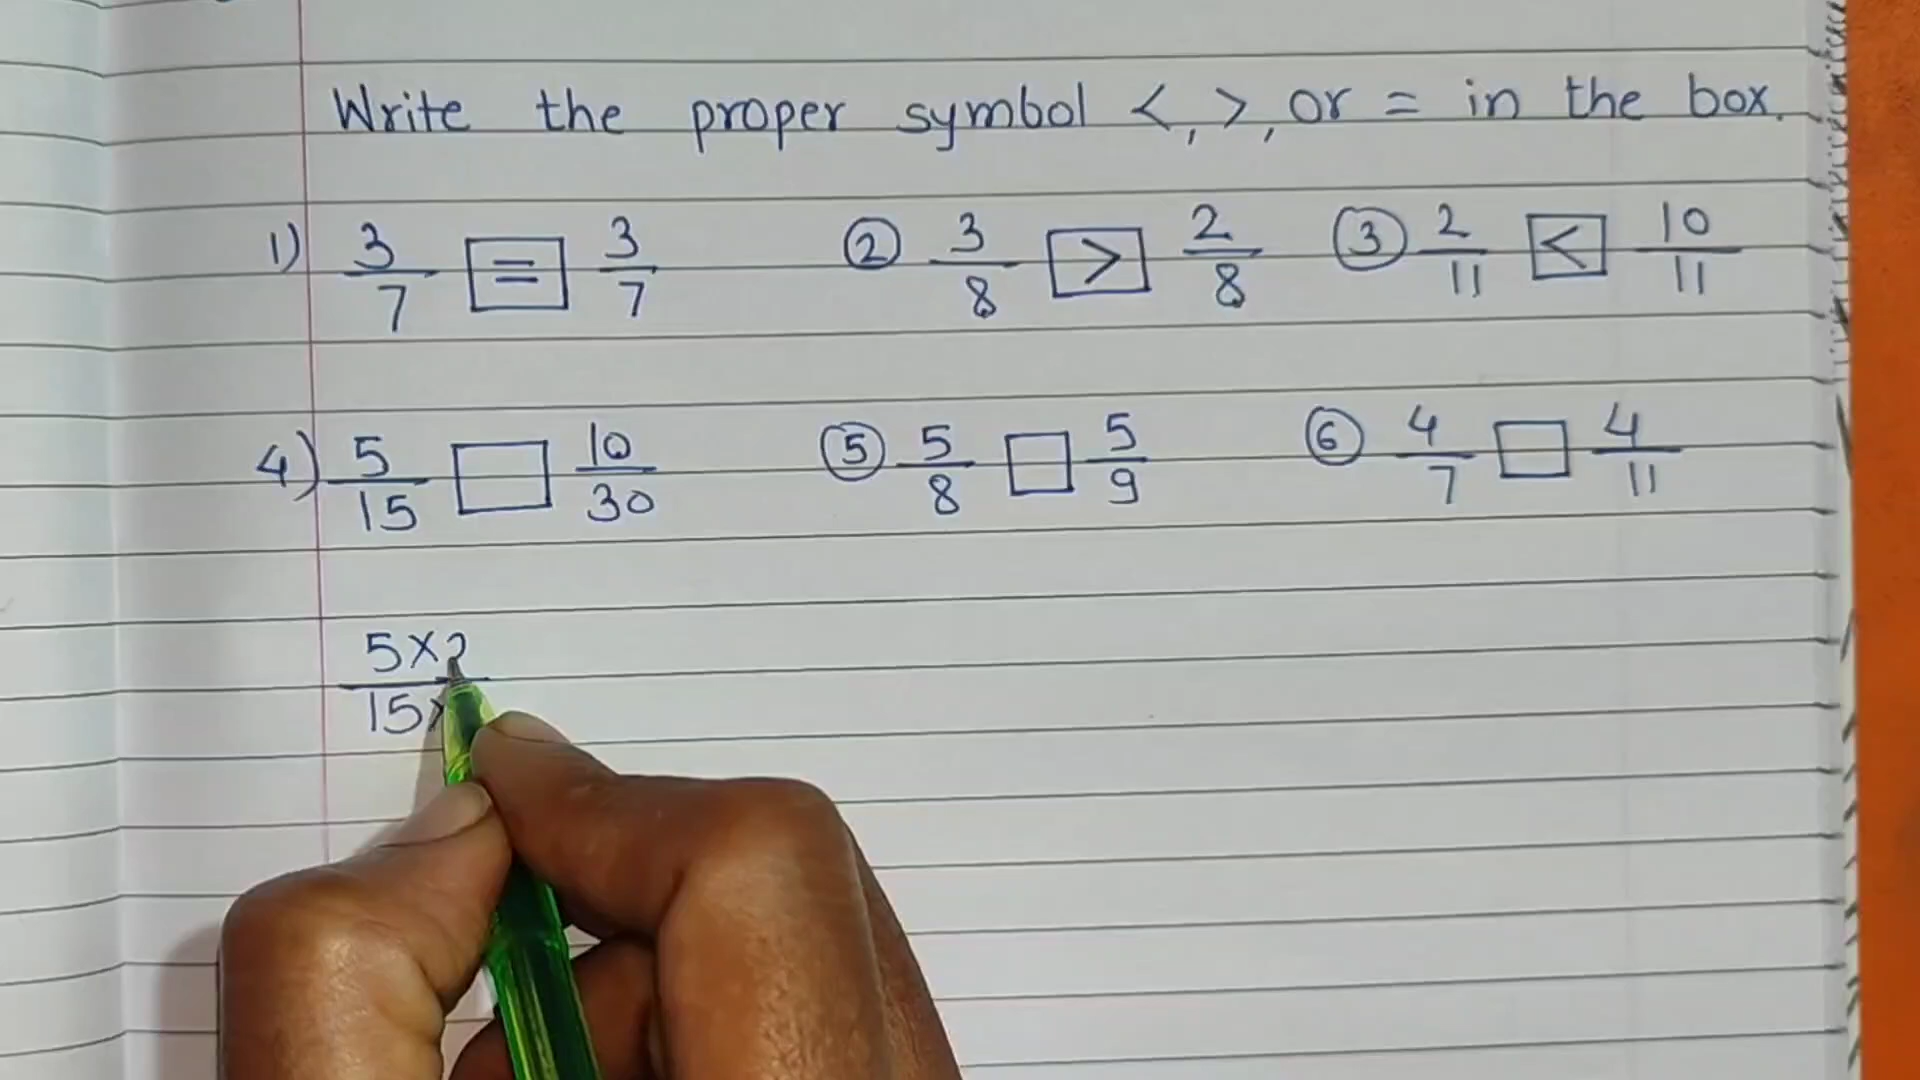 Write the proper symbol <, >, or = in the box.
1) 3/7 = 3/7 ② 3/8 > 2/8 ③ 2/11 < 10/11
4) 5/15 □ 10/30 ⑤ 5/8 □ 5/9 ⑥ 4/7 □ 4/11
5×2
15×